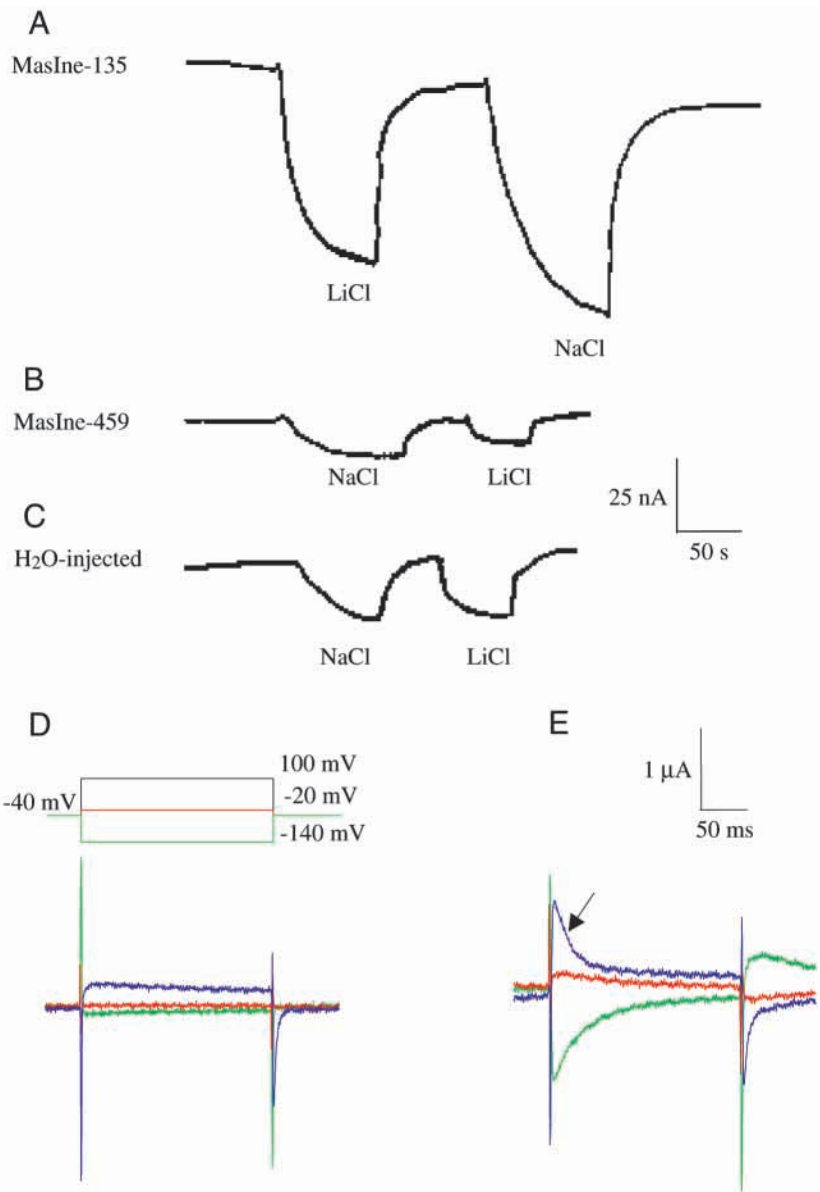 A
MasIne-135
LiCl
NaCl
B
MasIne-459
NaCl
LiCl
25 nA
50 s
C
H2O-injected
NaCl
LiCl
D
100 mV
-40 mV
-20 mV
-140 mV
E
1 μA
50 ms